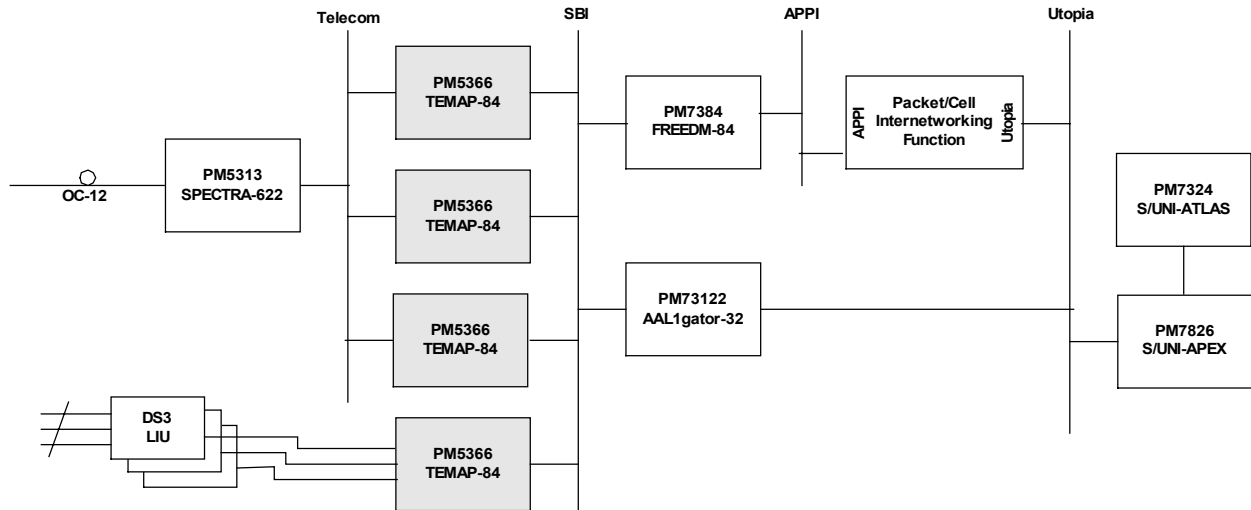 Telecom
SBI
APPI
Utopia
PM5366
TEMAP-84
PM7384
FREEDM-84
APPI
Packet/Cell
Internetworking
Function
Utopia
PM5313
SPECTRA-622
OC-12
PM5366
TEMAP-84
PM7324
S/UNI-ATLAS
PM73122
AAL1gator-32
PM5366
TEMAP-84
PM7826
S/UNI-APEX
DS3
LIU
PM5366
TEMAP-84